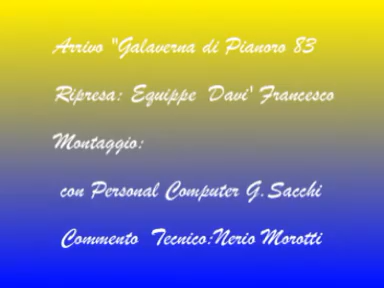 Arrivo "Galaverna di Pianoro 83
Ripresa: Equippe Davi' Francesco
Montaggio:
con Personal Computer G.Sacchi
Commento Tecnico:Nerio Morotti